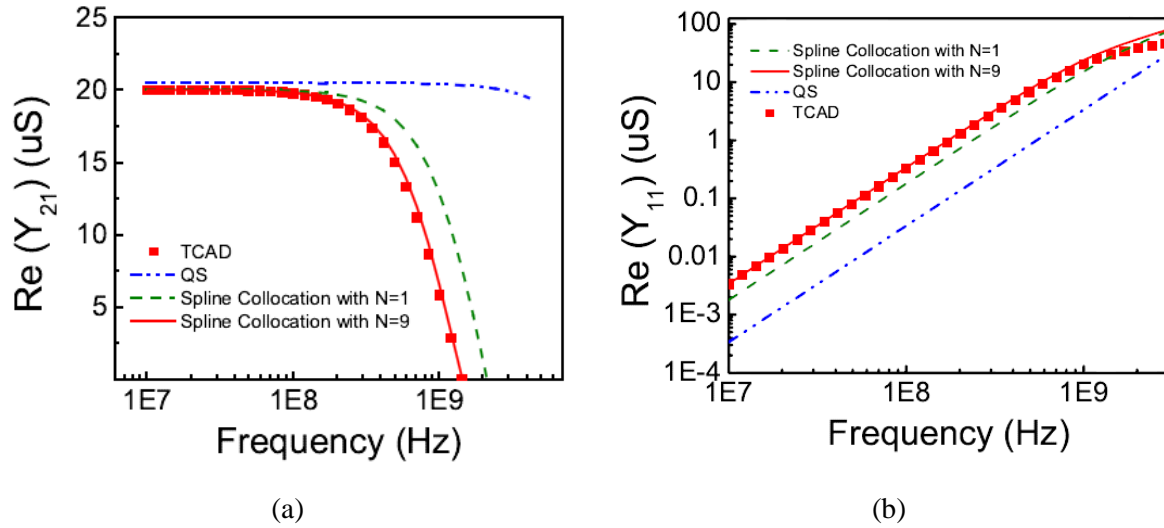 25
20
15
10
5
Re (Y21) (uS)
TCAD
QS
Spline Collocation with N=1
Spline Collocation with N=9
1E7 1E8 1E9
Frequency (Hz)
(a)
100
10
1
0.1
0.01
1E-3
1E-4
Re (Y11) (uS)
Spline Collocation with N=1
Spline Collocation with N=9
QS
TCAD
1E7 1E8 1E9
Frequency (Hz)
(b)